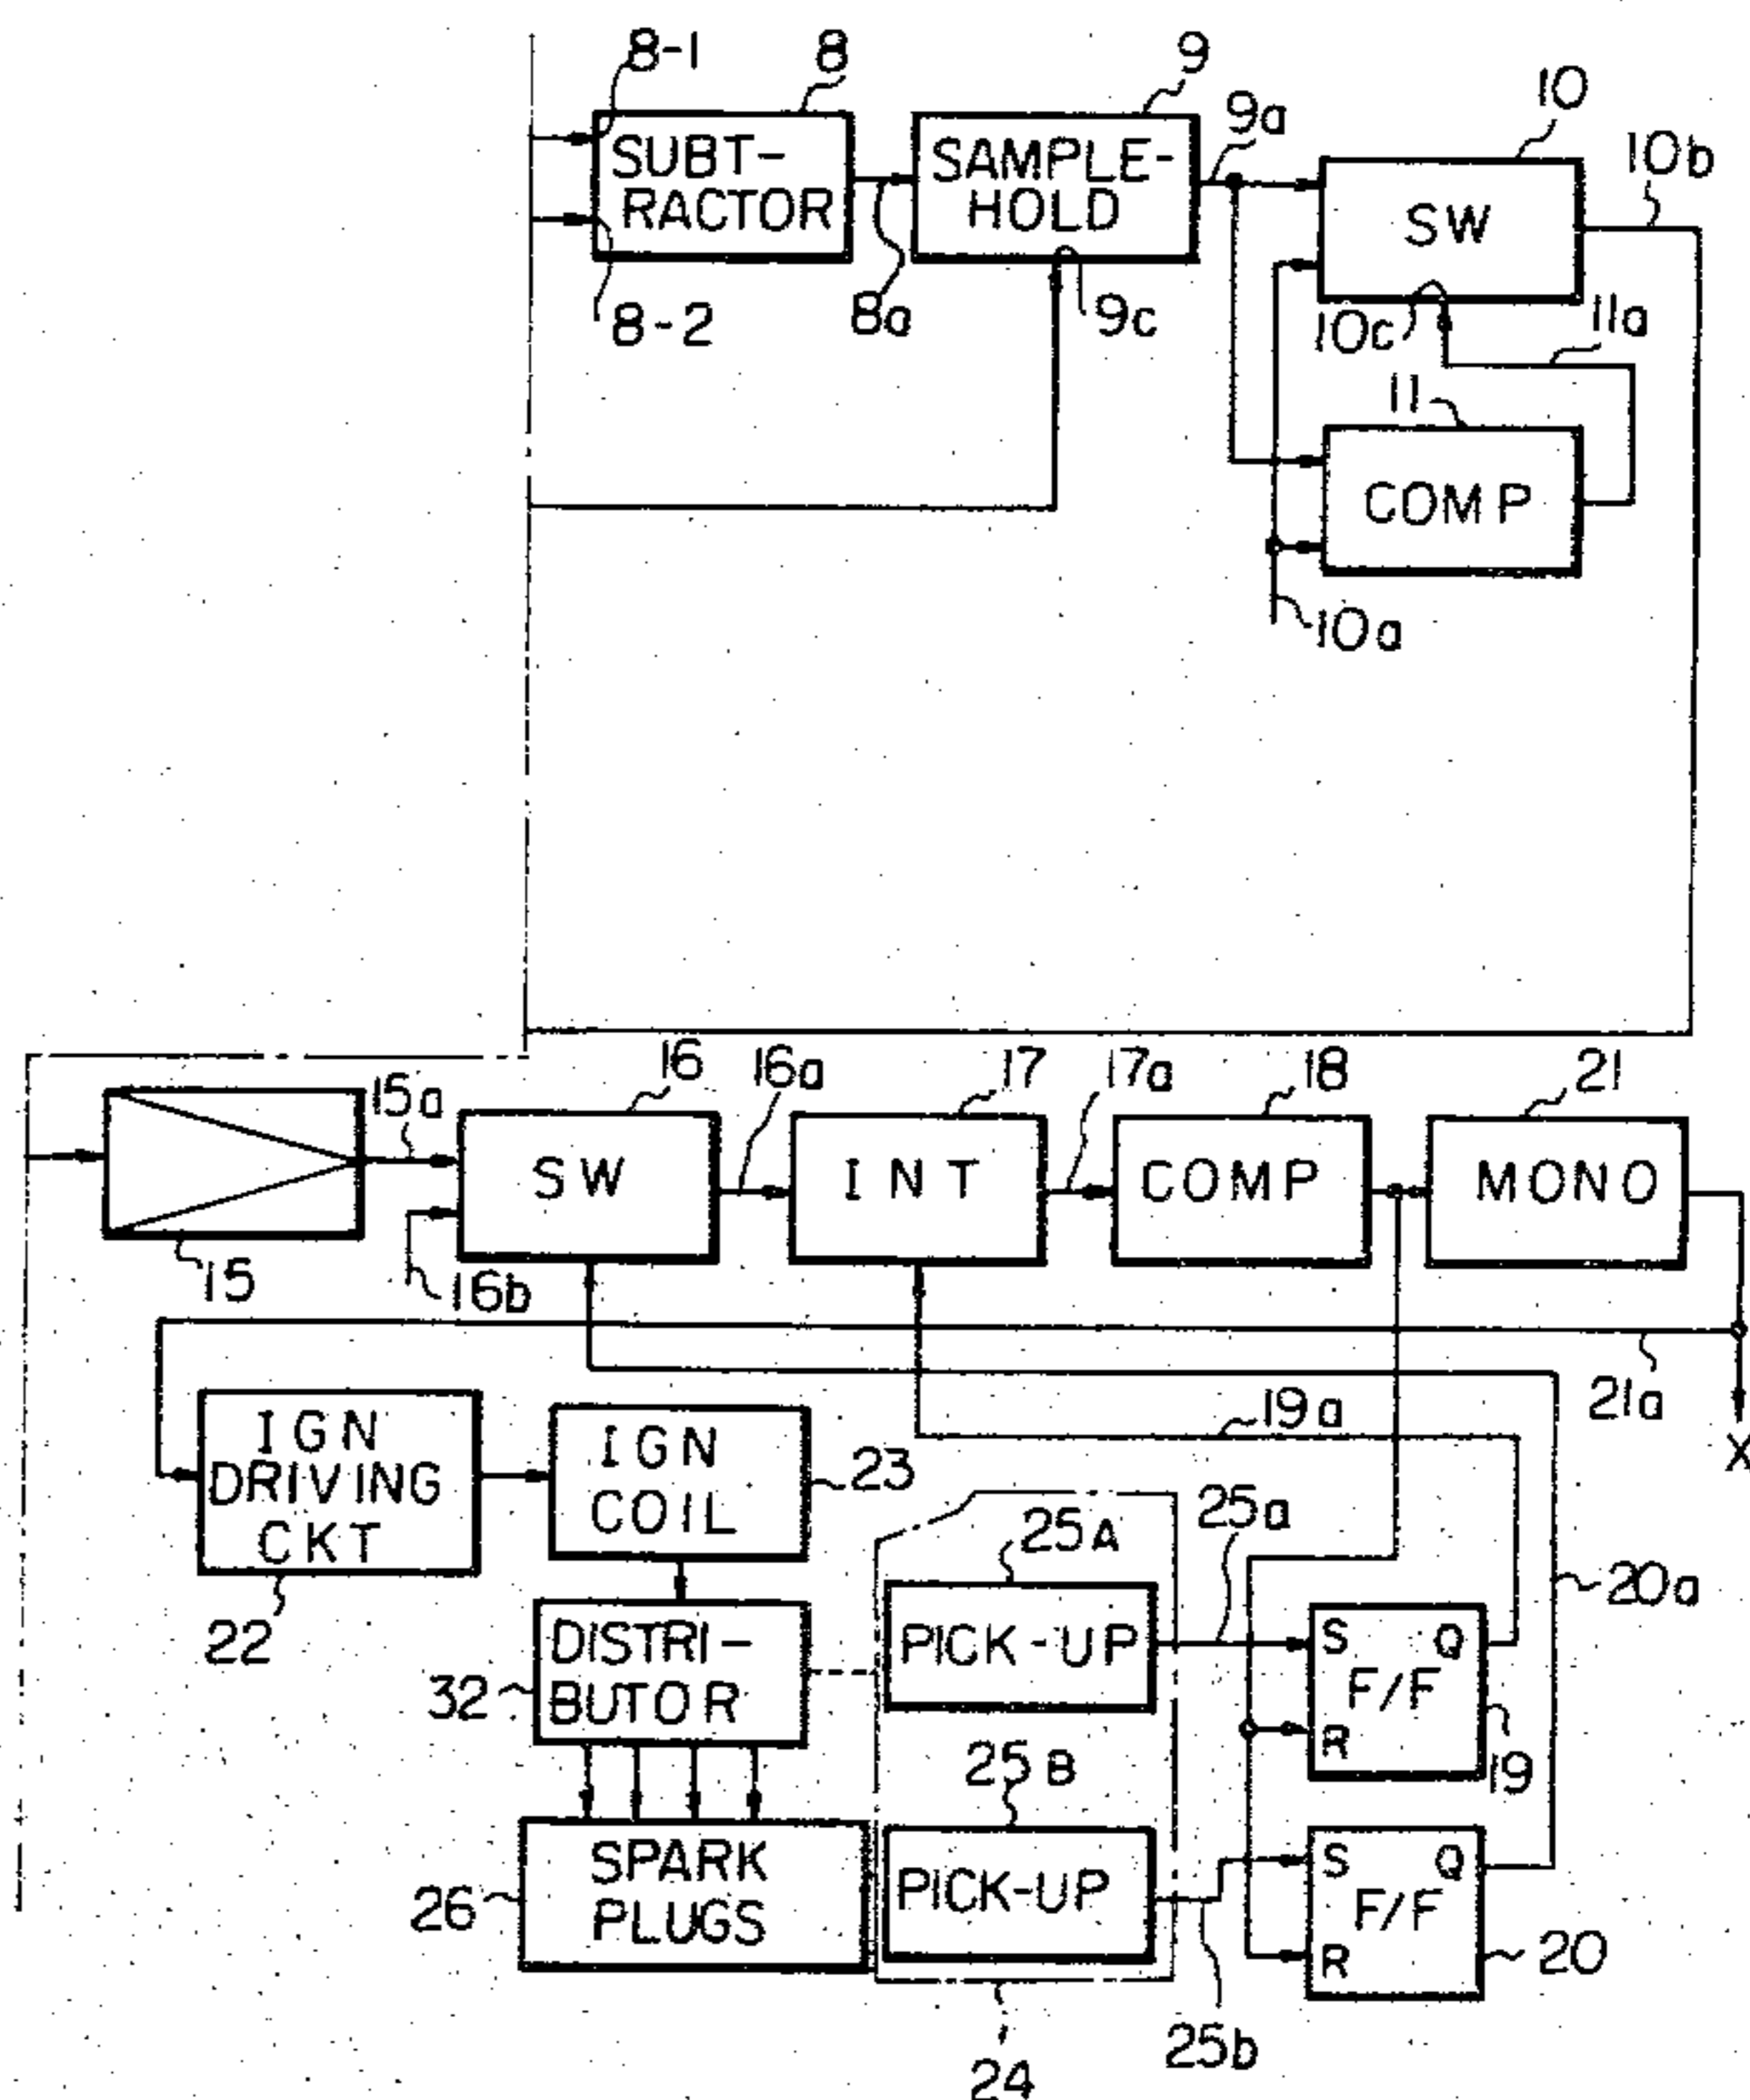 8-1
8
9
9a
10
10b
SUBT-
RACTOR
SAMPLE-
HOLD
SW
8-2
8a
9c
10c
11a
11
COMP
10a
15a
16
16a
17
17a
18
21
SW
INT
COMP
MONO
15
16b
21a
X
19a
IGN
DRIVING
CKT
IGN
COIL
23
22
25A
25a
20a
PICK-UP
S Q
F/F
R
19
DISTRI-
BUTOR
32
25B
PICK-UP
S Q
F/F
R
20
SPARK
PLUGS
26
25b
24